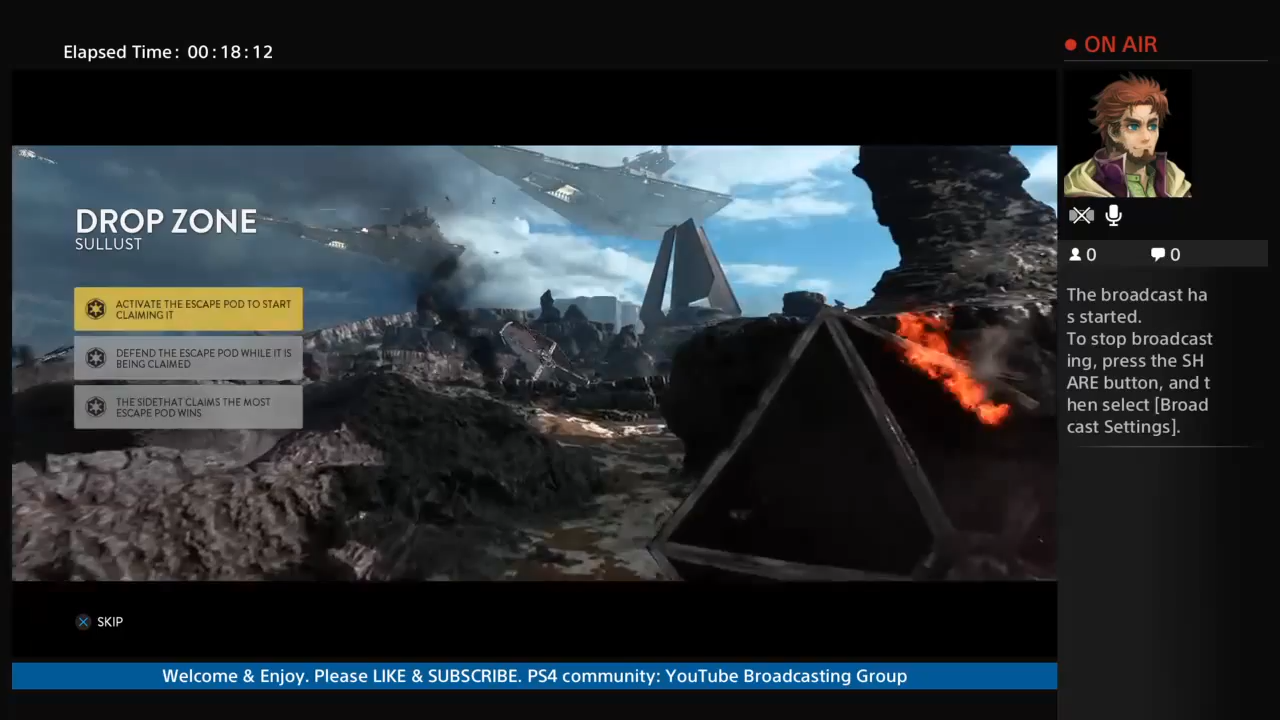 Elapsed Time: 00:18:12
ON AIR
DROP ZONE
SULLUST
ACTIVATE THE ESCAPE POD TO START
CLAIMING IT
DEFEND THE ESCAPE POD WHILE IT IS
BEING CLAIMED
THE SIDETHAT CLAIMS THE MOST
ESCAPE POD WINS
0
0
The broadcast ha
s started.
To stop broadcast
ing, press the SH
ARE button, and t
hen select [Broad
cast Settings].
SKIP
Welcome & Enjoy. Please LIKE & SUBSCRIBE. PS4 community: YouTube Broadcasting Group